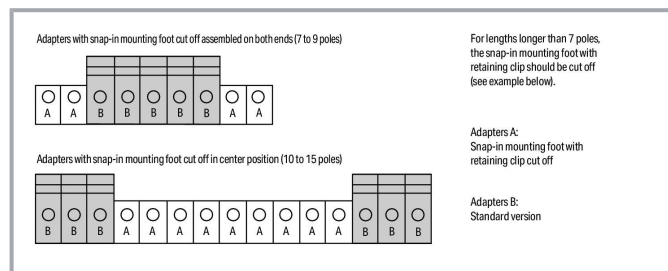 Adapters with snap-in mounting foot cut off assembled on both ends (7 to 9 poles)
A A B B B B B A A
Adapters with snap-in mounting foot cut off in center position (10 to 15 poles)
B B B A A A A A A A A A B B B
For lengths longer than 7 poles,
the snap-in mounting foot with
retaining clip should be cut off
(see example below).
Adapters A:
Snap-in mounting foot with
retaining clip cut off
Adapters B:
Standard version